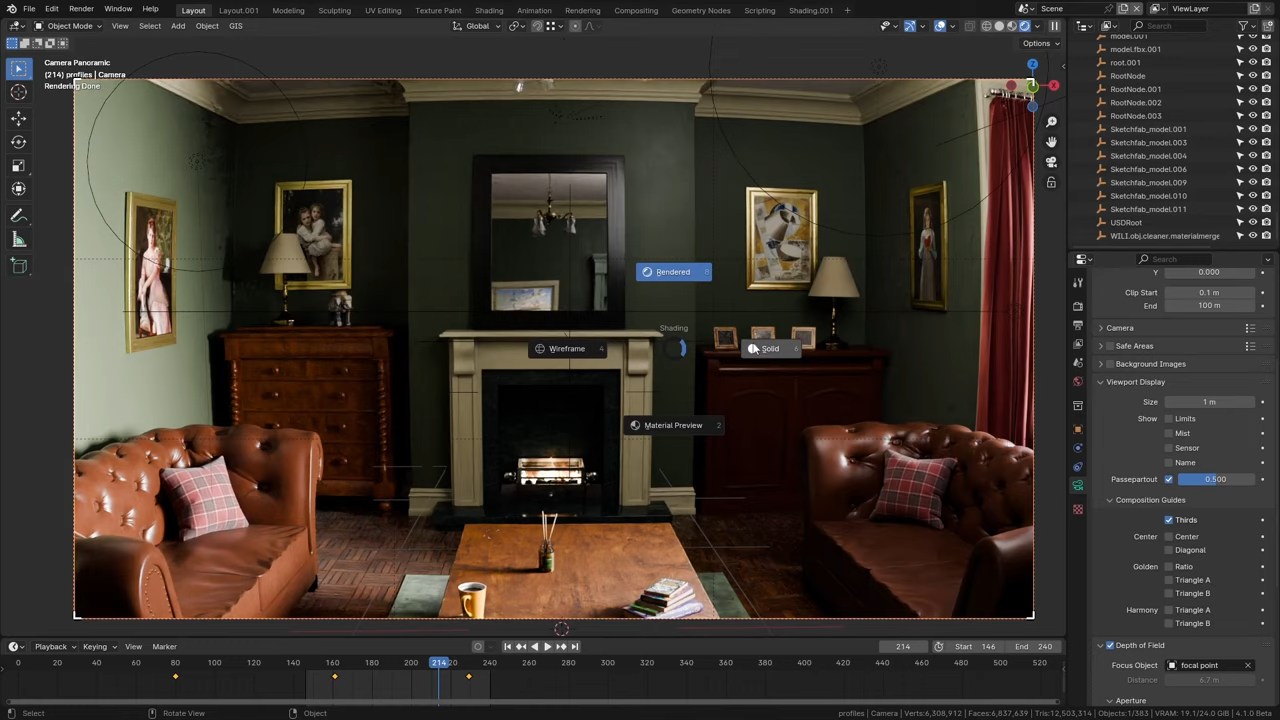 File Edit Render Window Help
Layout Layout.001 Modeling Sculpting UV Editing Texture Paint Shading Animation Rendering Compositing Geometry Nodes Scripting Shading.001
Scene
ViewLayer
Object Mode View Select Add Object GIS
Global
Options
Search
Camera Panoramic
(214) profiles | Camera
Rendering Done
Z
X
model.001
model.fbx.001
root.001
RootNode
RootNode.001
RootNode.002
RootNode.003
Sketchfab_model.001
Sketchfab_model.003
Sketchfab_model.004
Sketchfab_model.006
Sketchfab_model.009
Sketchfab_model.010
Sketchfab_model.011
USDRoot
WILI.obj.cleaner.materialmerge
Search
Y 0.000
Clip Start 0.1 m
End 100 m
Camera
Safe Areas
Background Images
Viewport Display
Size 1 m
Show Limits
Mist
Sensor
Name
Passepartout 0.500
Composition Guides
Thirds
Center Center
Diagonal
Golden Ratio
Triangle A
Triangle B
Harmony Triangle A
Triangle B
Depth of Field
Focus Object focal point
Distance 6.7 m
Aperture
Rendered 8
Shading
Wireframe 4
Solid 6
Material Preview 2
Playback Keying View Marker
214 Start 146 End 240
0 20 40 60 80 100 120 140 160 180 200 214 220 240 260 280 300 320 340 360 380 400 420 440 460 480 500 520
Select Rotate View Object
profiles | Camera | Verts:6,308,912 | Faces:6,837,639 | Tris:12,503,314 | Objects:1/383 | VRAM: 19.1/24.0 GiB | 4.1.0 Beta